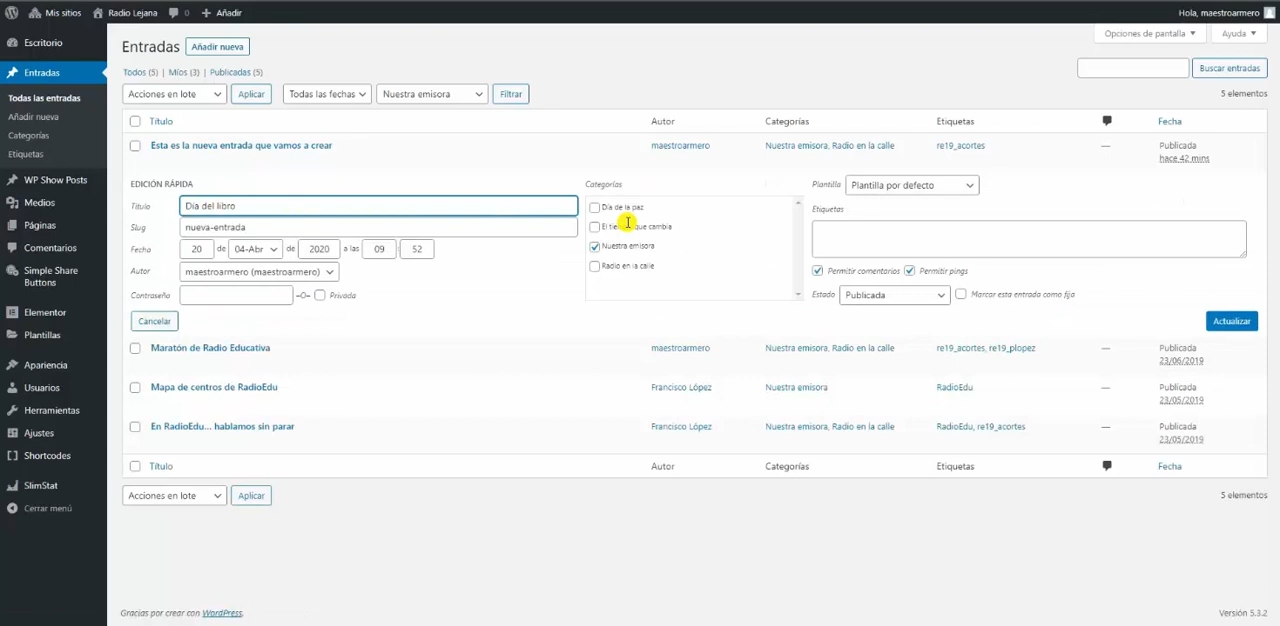 Mis sitios Radio Lejana 0 Añadir Hola, maestroarmero
Escritorio
Entradas
Todas las entradas
Añadir nueva
Categorías
Etiquetas
WP Show Posts
Medios
Páginas
Comentarios
Simple Share
Buttons
Elementor
Plantillas
Apariencia
Usuarios
Herramientas
Ajustes
Shortcodes
SlimStat
Cerrar menú
Opciones de pantalla Ayuda
Entradas Añadir nueva
Todos (5) | Míos (3) | Publicadas (5)
Buscar entradas
Acciones en lote Aplicar Todas las fechas Nuestra emisora Filtrar 5 elementos
Título Autor Categorías Etiquetas Fecha
Esta es la nueva entrada que vamos a crear maestroarmero Nuestra emisora, Radio en la calle re19_acortes — Publicada
hace 42 mins
EDICIÓN RÁPIDA Categorías Plantilla Plantilla por defecto
Título Día del libro Día de la paz Etiquetas
Slug nueva-entrada El que cambia
Fecha 20 de 04-Abr de 2020 a las 09 : 52 Nuestra emisora
Autor maestroarmero (maestroarmero) Radio en la calle Permitir comentarios Permitir pings
Contraseña –O– Privada Estado Publicada Marcar esta entrada como fija
Cancelar Actualizar
Maratón de Radio Educativa maestroarmero Nuestra emisora, Radio en la calle re19_acortes, re19_plopez — Publicada
23/06/2019
Mapa de centros de RadioEdu Francisco López Nuestra emisora RadioEdu — Publicada
23/05/2019
En RadioEdu... hablamos sin parar Francisco López Nuestra emisora, Radio en la calle RadioEdu, re19_acortes — Publicada
23/05/2019
Título Autor Categorías Etiquetas Fecha
Acciones en lote Aplicar 5 elementos
Gracias por crear con WordPress. Versión 5.3.2